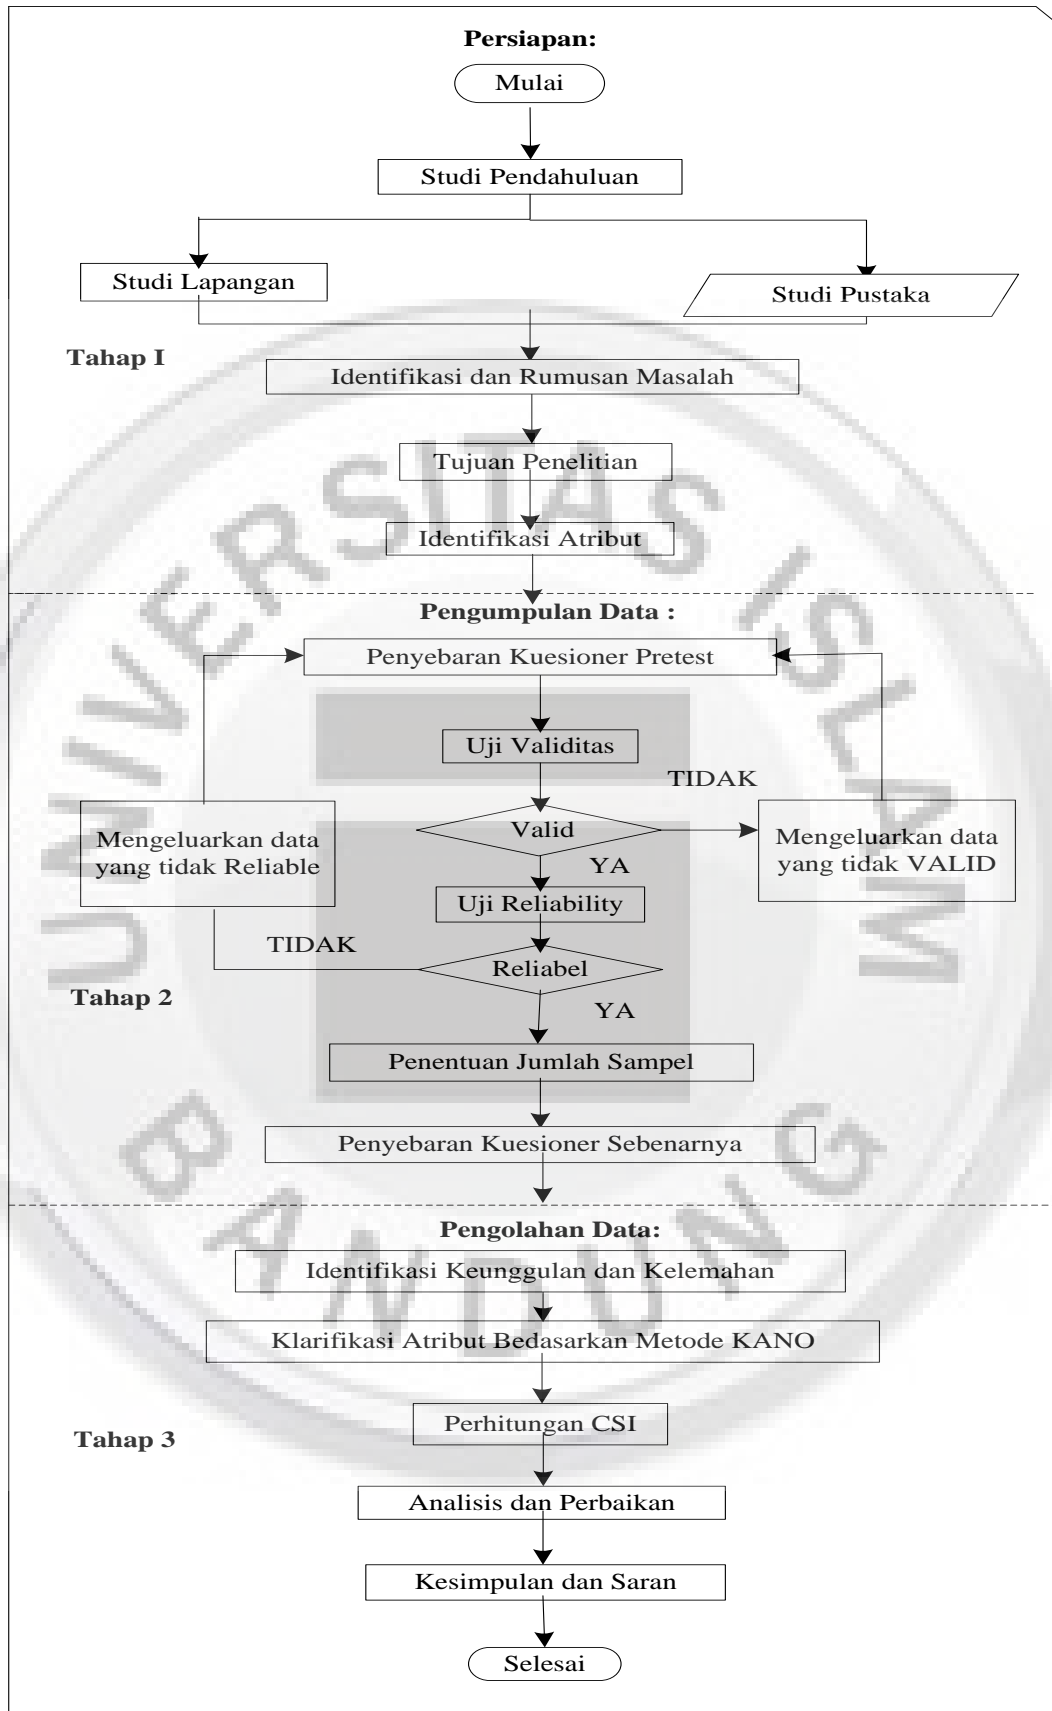 Persiapan:
Mulai
Studi Pendahuluan
Studi Lapangan
Studi Pustaka
Tahap I
Identifikasi dan Rumusan Masalah
Tujuan Penelitian
Identifikasi Atribut
Pengumpulan Data :
Penyebaran Kuesioner Pretest
Uji Validitas
TIDAK
Valid
Mengeluarkan data
yang tidak VALID
YA
Mengeluarkan data
yang tidak Reliable
Uji Reliability
TIDAK
Reliabel
YA
Tahap 2
Penentuan Jumlah Sampel
Penyebaran Kuesioner Sebenarnya
Pengolahan Data:
Identifikasi Keunggulan dan Kelemahan
Klarifikasi Atribut Bedasarkan Metode KANO
Perhitungan CSI
Tahap 3
Analisis dan Perbaikan
Kesimpulan dan Saran
Selesai
UNIVERSITAS ISLAM
BANDUNG